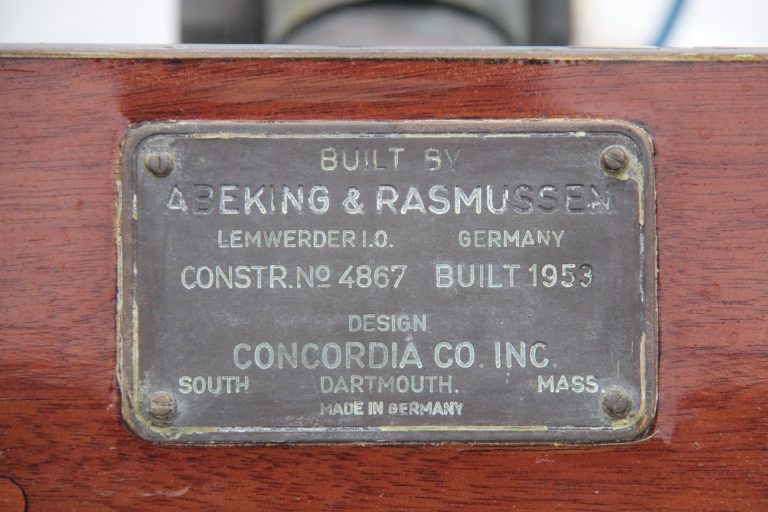 BUILT BY
ABEKING & RASMUSSEN
LEMWERDER I.O. GERMANY
CONSTR. Nº 4867 BUILT 1953
DESIGN
CONCORDIA CO. INC.
SOUTH DARTMOUTH. MASS.
MADE IN GERMANY